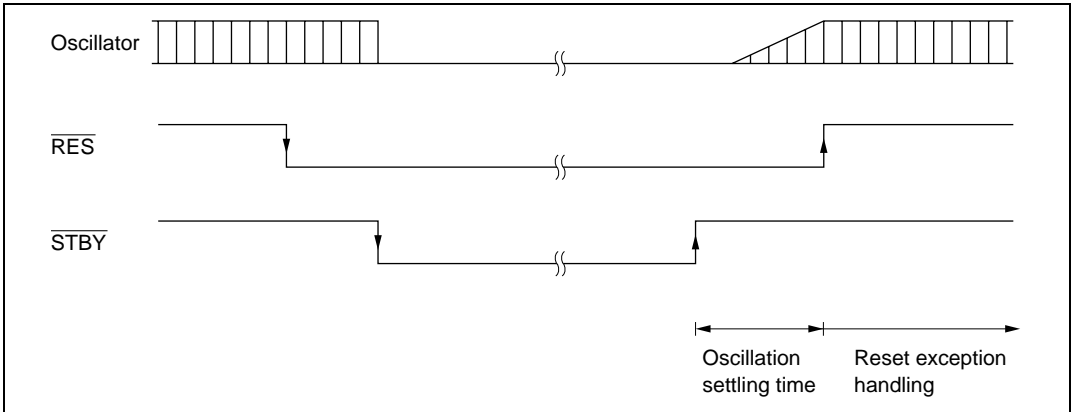 Oscillator
RES
STBY
Oscillation
settling time
Reset exception
handling